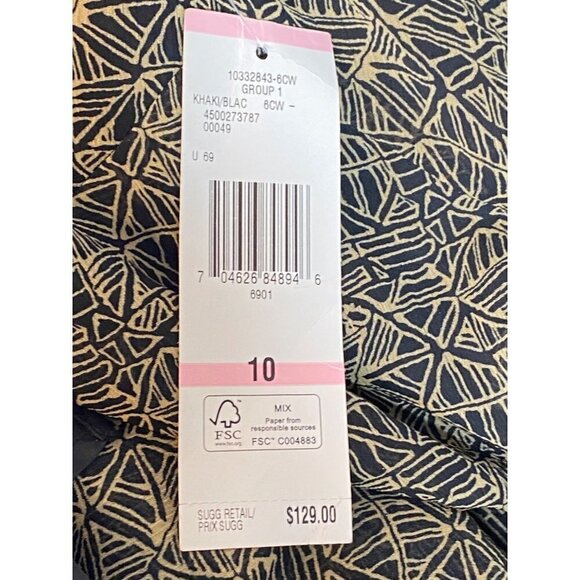 10332843-6CW
GROUP 1
KHAKI/BLAC 6CW -
4500273787
00049
U 69
7 04626 84894 6
6901
10
FSC
www.fsc.org
MIX
Paper from
responsible sources
FSC™ C004883
SUGG RETAIL/
PRIX SUGG
$129.00